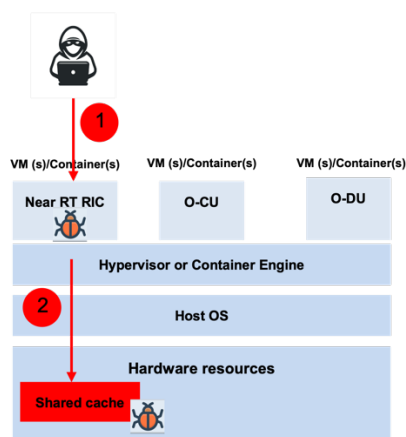 1
VM (s)/Container(s)
VM (s)/Container(s)
VM (s)/Container(s)
Near RT RIC
O-CU
O-DU
Hypervisor or Container Engine
2
Host OS
Hardware resources
Shared cache